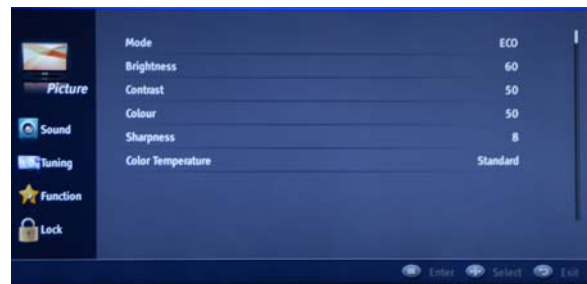 Picture
Sound
Tuning
Function
Lock
Mode ECO
Brightness 60
Contrast 50
Colour 50
Sharpness 8
Color Temperature Standard
Enter Select Exit